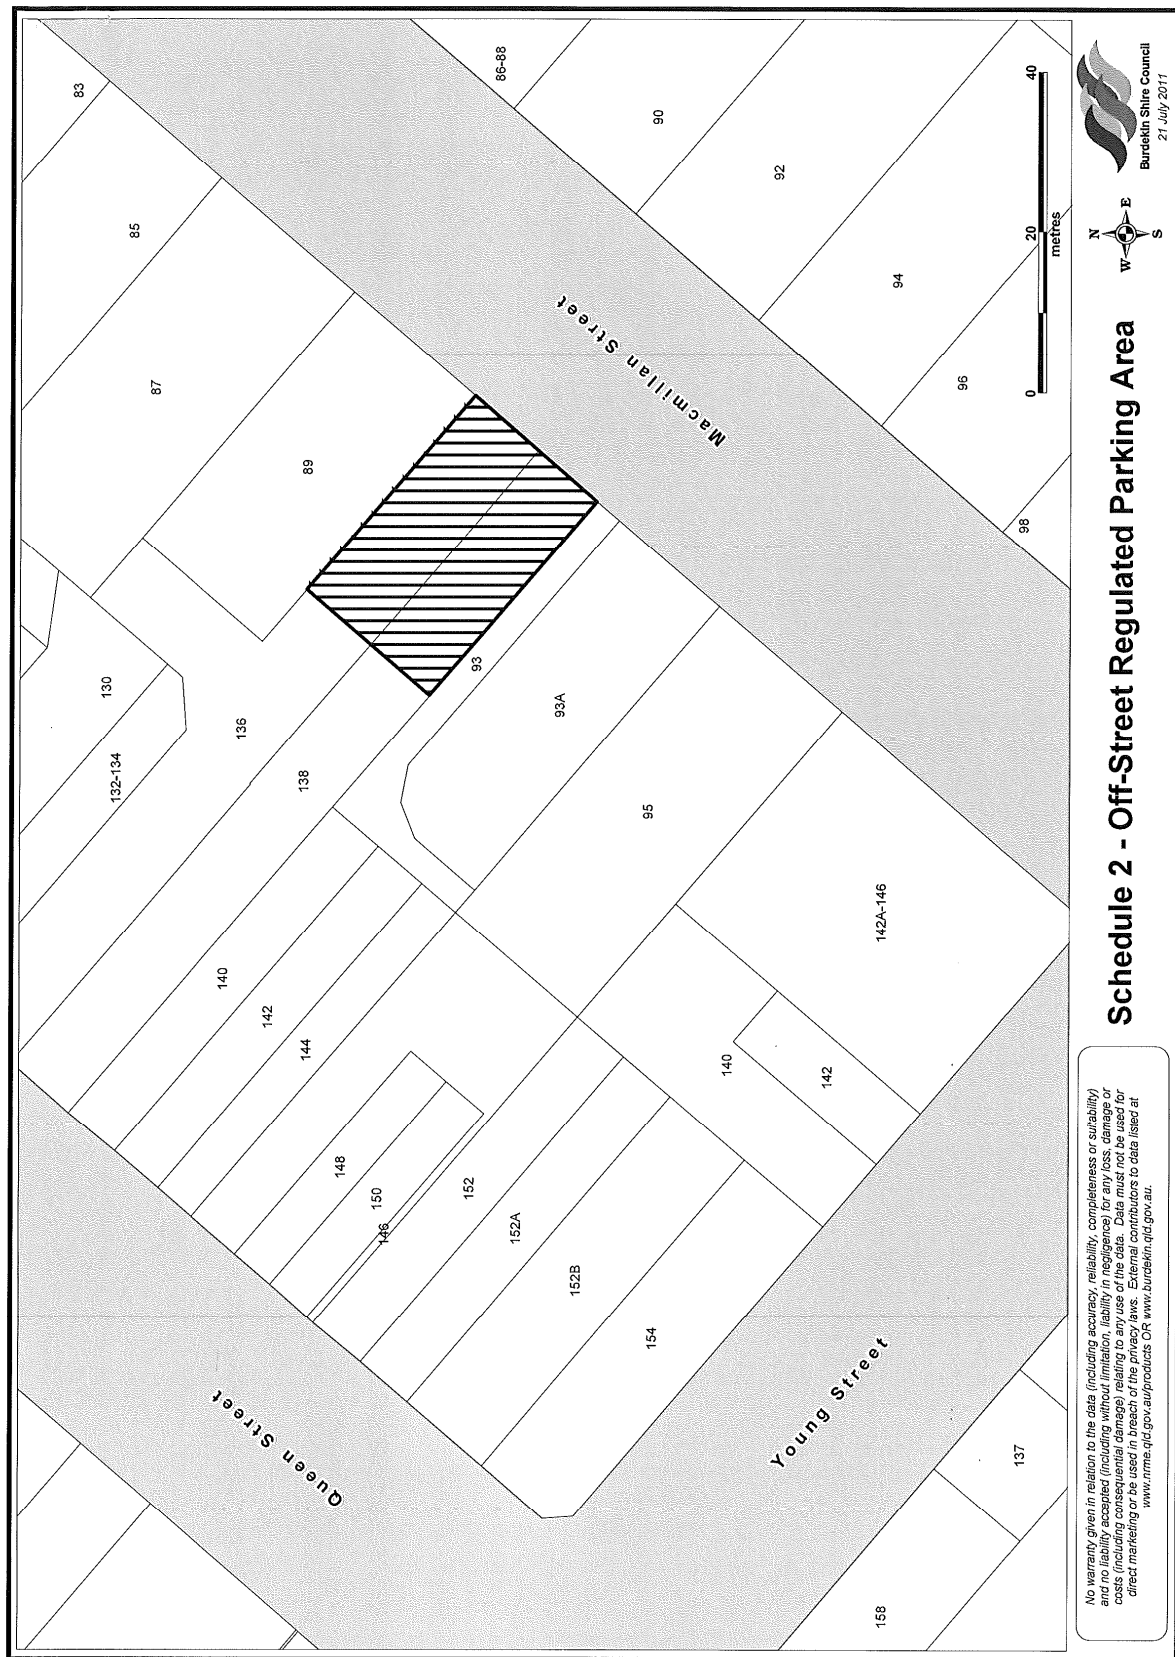 83
85
87
89
86-88
90
92
94
96
98
Macmillan Street
130
132-134
136
138
93
93A
95
142A-146
140
142
144
148
150
146
152
152A
152B
154
140
142
Queen Street
Young Street
137
158
0 20 40
metres
N
W E
S
Burdekin Shire Council
21 July 2011
Schedule 2 - Off-Street Regulated Parking Area
No warranty given in relation to the data (including accuracy, reliability, completeness or suitability)
and no liability accepted (including without limitation, liability in negligence) for any loss, damage or
costs (including consequential damage) relating to any use of the data. Data must not be used for
direct marketing or be used in breach of the privacy laws. External contributors to data listed at
www.nrme.qld.gov.au/products OR www.burdekin.qld.gov.au.